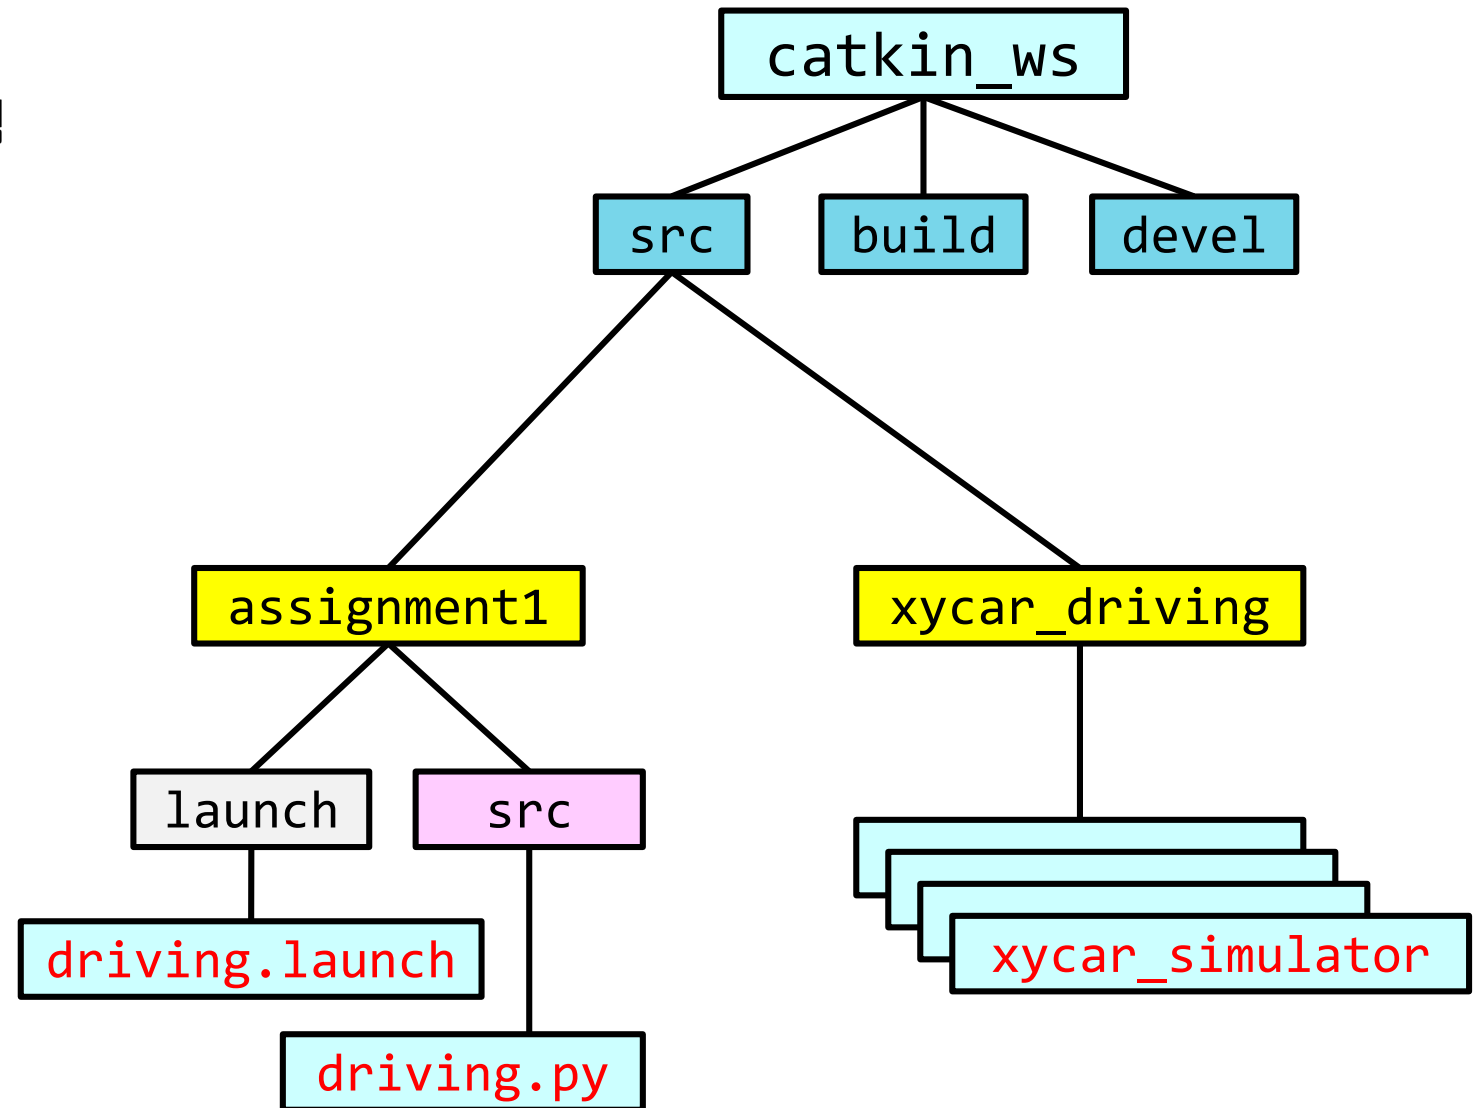 catkin_ws
src
build
devel
assignment1
xycar_driving
launch
src
driving.launch
xycar_simulator
driving.py